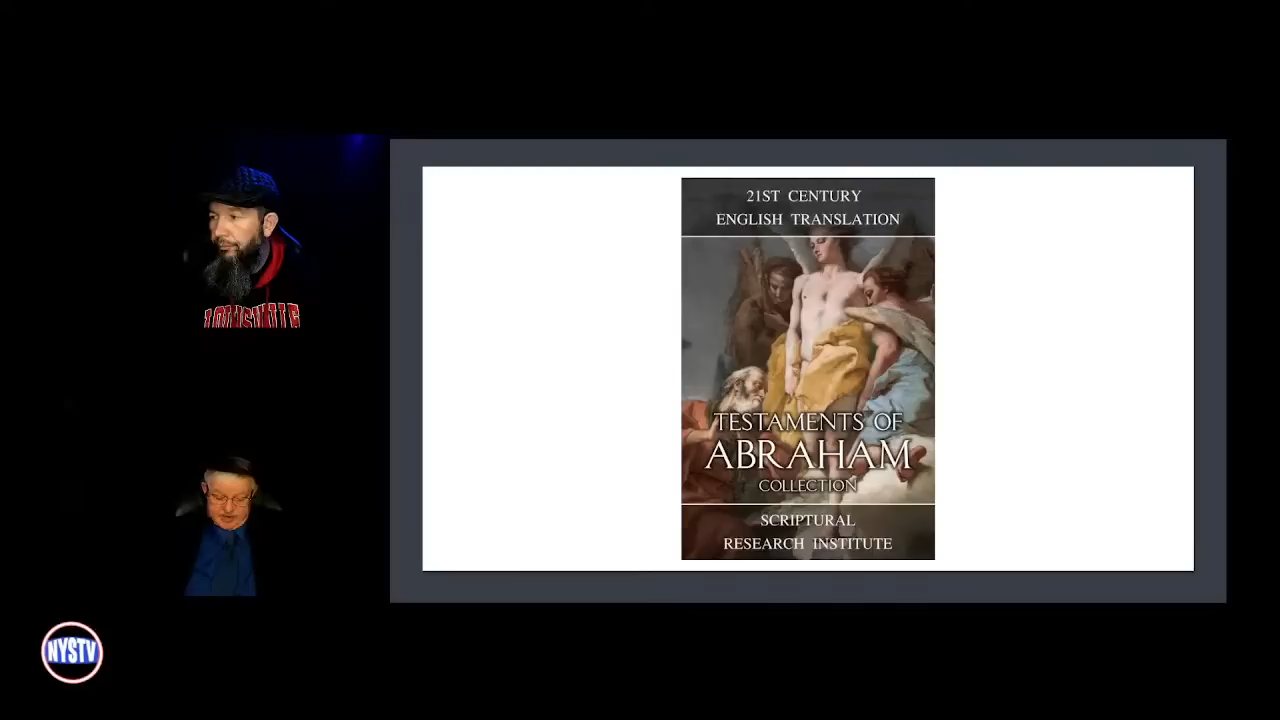 21ST CENTURY
ENGLISH TRANSLATION
TESTAMENTS OF
ABRAHAM
COLLECTION
SCRIPTURAL
RESEARCH INSTITUTE
NYSTV